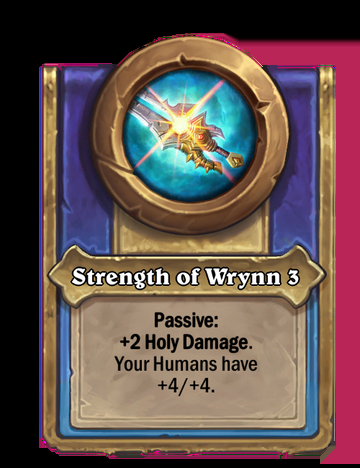 Strength of Wrynn 3
Passive:
+2 Holy Damage.
Your Humans have
+4/+4.